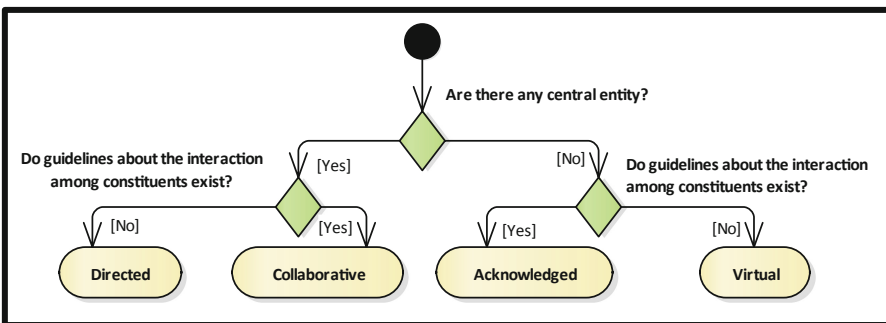 Are there any central entity?
Do guidelines about the interaction
among constituents exist?
[Yes]
[No]
Do guidelines about the interaction
among constituents exist?
[No]
[Yes]
[Yes]
[No]
Directed
Collaborative
Acknowledged
Virtual